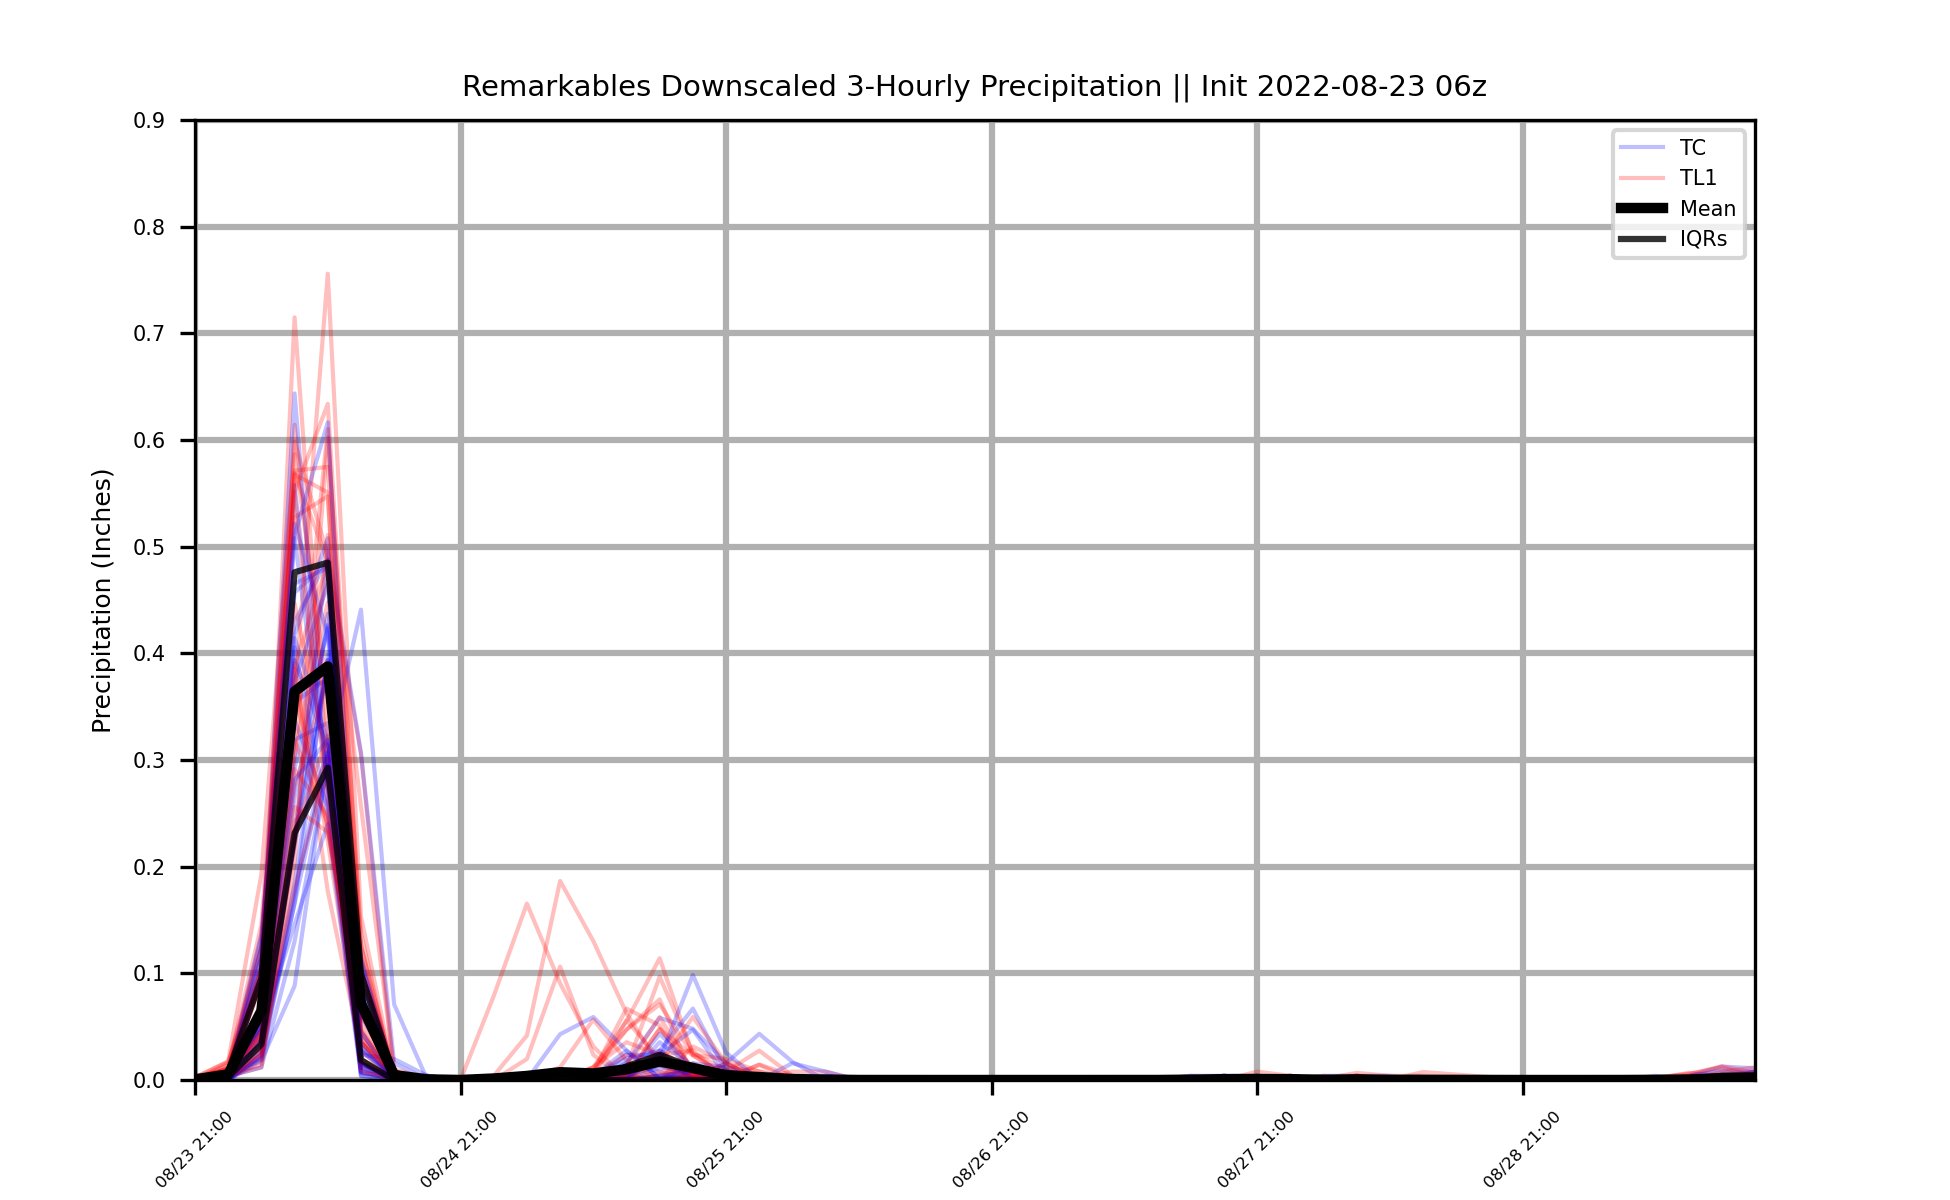 Remarkables Downscaled 3-Hourly Precipitation || Init 2022-08-23 06z
0.9
0.8
0.7
0.6
0.5
0.4
0.3
0.2
0.1
0.0
Precipitation (Inches)
TC
TL1
Mean
IQRs
08/23 21:00
08/24 21:00
08/25 21:00
08/26 21:00
08/27 21:00
08/28 21:00